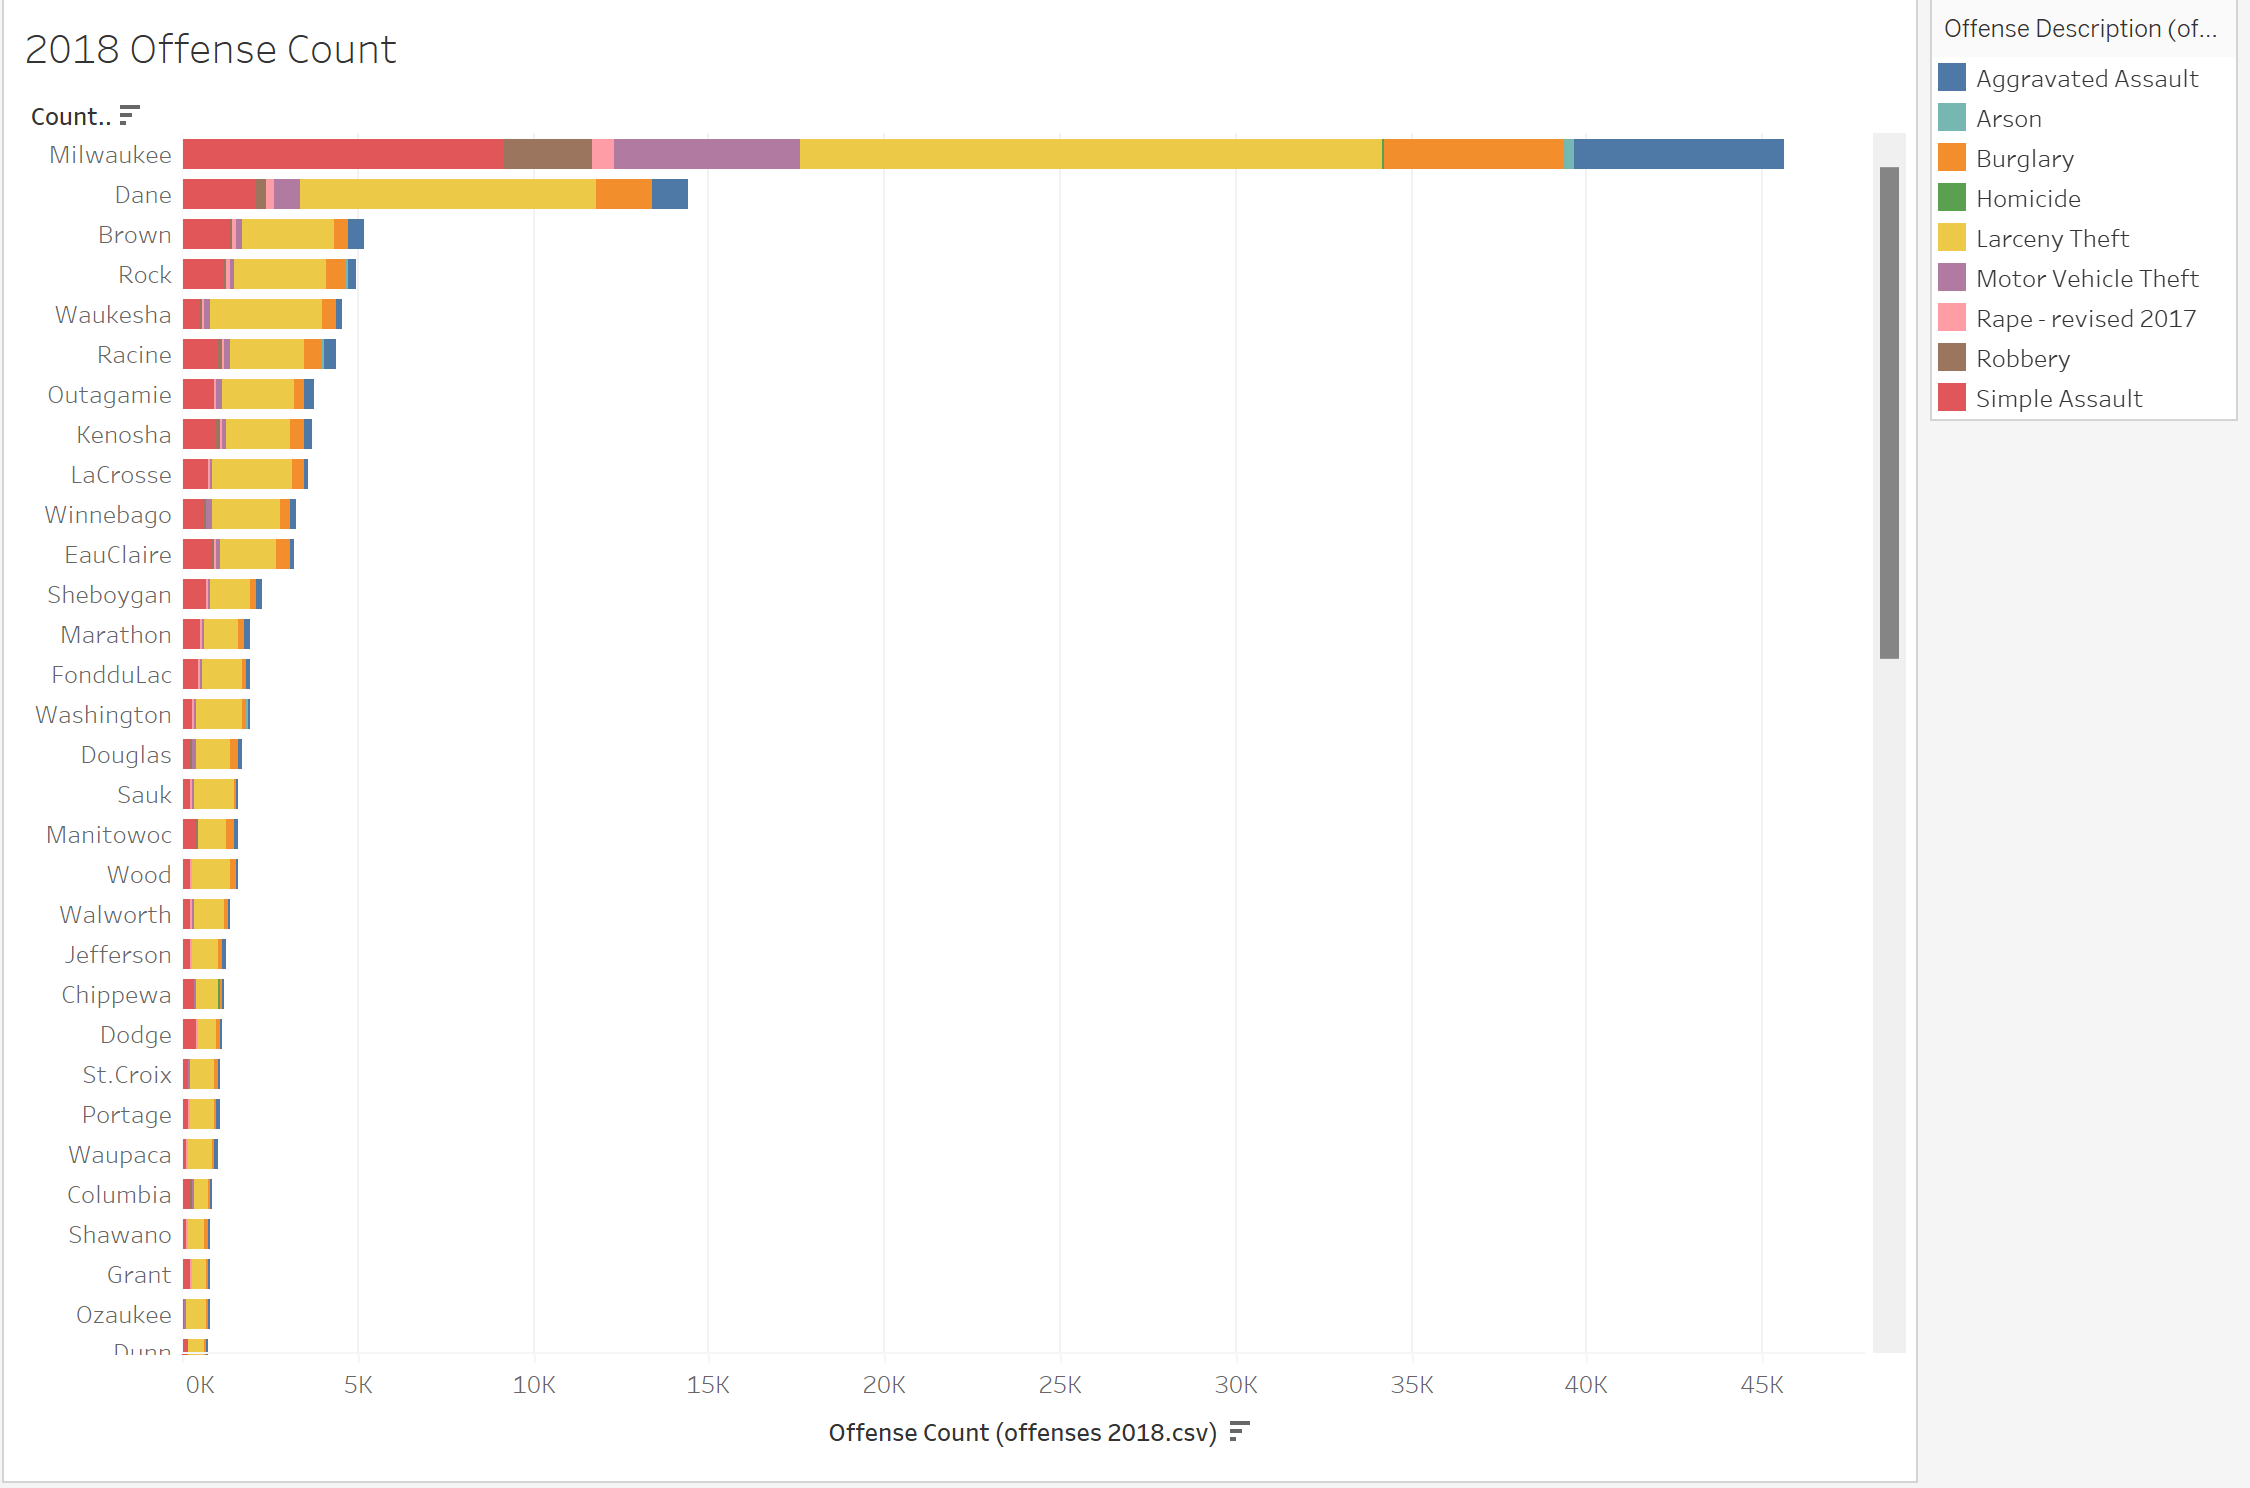 2018 Offense Count
Count..
Milwaukee
Dane
Brown
Rock
Waukesha
Racine
Outagamie
Kenosha
LaCrosse
Winnebago
EauClaire
Sheboygan
Marathon
FondduLac
Washington
Douglas
Sauk
Manitowoc
Wood
Walworth
Jefferson
Chippewa
Dodge
St.Croix
Portage
Waupaca
Columbia
Shawano
Grant
Ozaukee
Dunn
0K 5K 10K 15K 20K 25K 30K 35K 40K 45K
Offense Count (offenses 2018.csv)
Offense Description (of...
Aggravated Assault
Arson
Burglary
Homicide
Larceny Theft
Motor Vehicle Theft
Rape - revised 2017
Robbery
Simple Assault